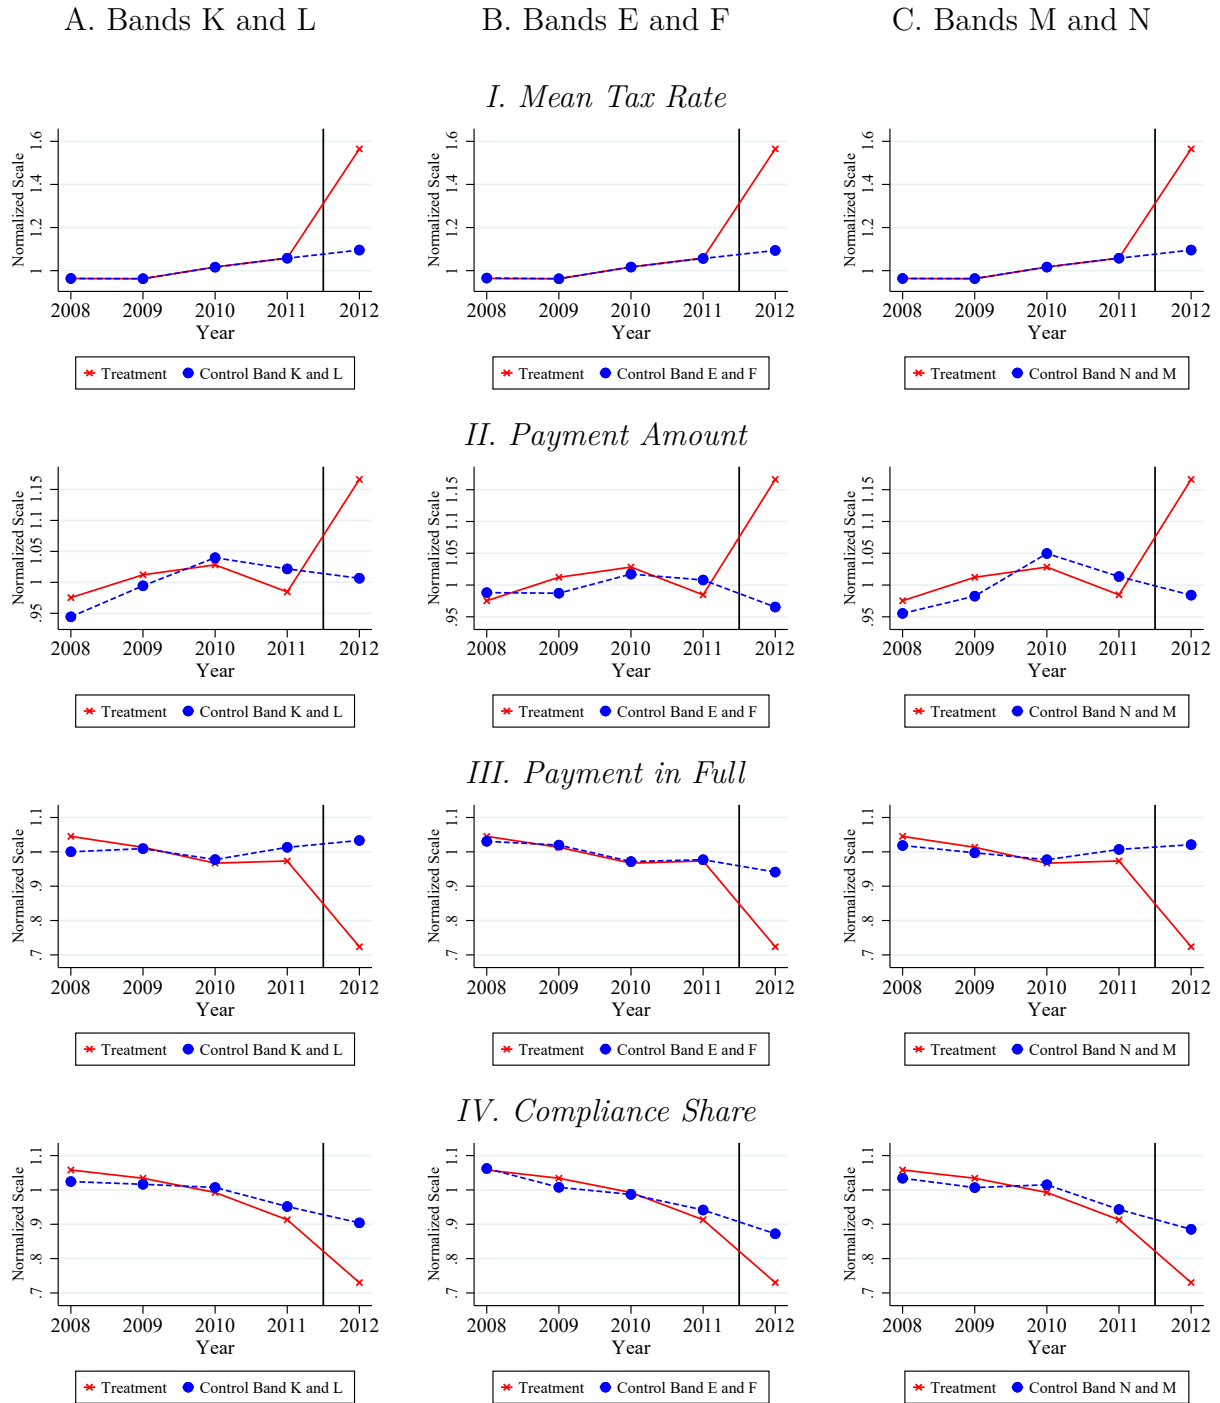 A. Bands K and L
B. Bands E and F
C. Bands M and N
I. Mean Tax Rate
Normalized Scale
1 1.2 1.4 1.6
2008 2009 2010 2011 2012
Year
Treatment Control Band K and L
Normalized Scale
1 1.2 1.4 1.6
2008 2009 2010 2011 2012
Year
Treatment Control Band E and F
Normalized Scale
1 1.2 1.4 1.6
2008 2009 2010 2011 2012
Year
Treatment Control Band N and M
II. Payment Amount
Normalized Scale
.95 1 1.05 1.1 1.15
2008 2009 2010 2011 2012
Year
Treatment Control Band K and L
Normalized Scale
.95 1 1.05 1.1 1.15
2008 2009 2010 2011 2012
Year
Treatment Control Band E and F
Normalized Scale
.95 1 1.05 1.1 1.15
2008 2009 2010 2011 2012
Year
Treatment Control Band N and M
III. Payment in Full
Normalized Scale
.7 .8 .9 1 1.1
2008 2009 2010 2011 2012
Year
Treatment Control Band K and L
Normalized Scale
.7 .8 .9 1 1.1
2008 2009 2010 2011 2012
Year
Treatment Control Band E and F
Normalized Scale
.7 .8 .9 1 1.1
2008 2009 2010 2011 2012
Year
Treatment Control Band N and M
IV. Compliance Share
Normalized Scale
.7 .8 .9 1 1.1
2008 2009 2010 2011 2012
Year
Treatment Control Band K and L
Normalized Scale
.7 .8 .9 1 1.1
2008 2009 2010 2011 2012
Year
Treatment Control Band E and F
Normalized Scale
.7 .8 .9 1 1.1
2008 2009 2010 2011 2012
Year
Treatment Control Band N and M